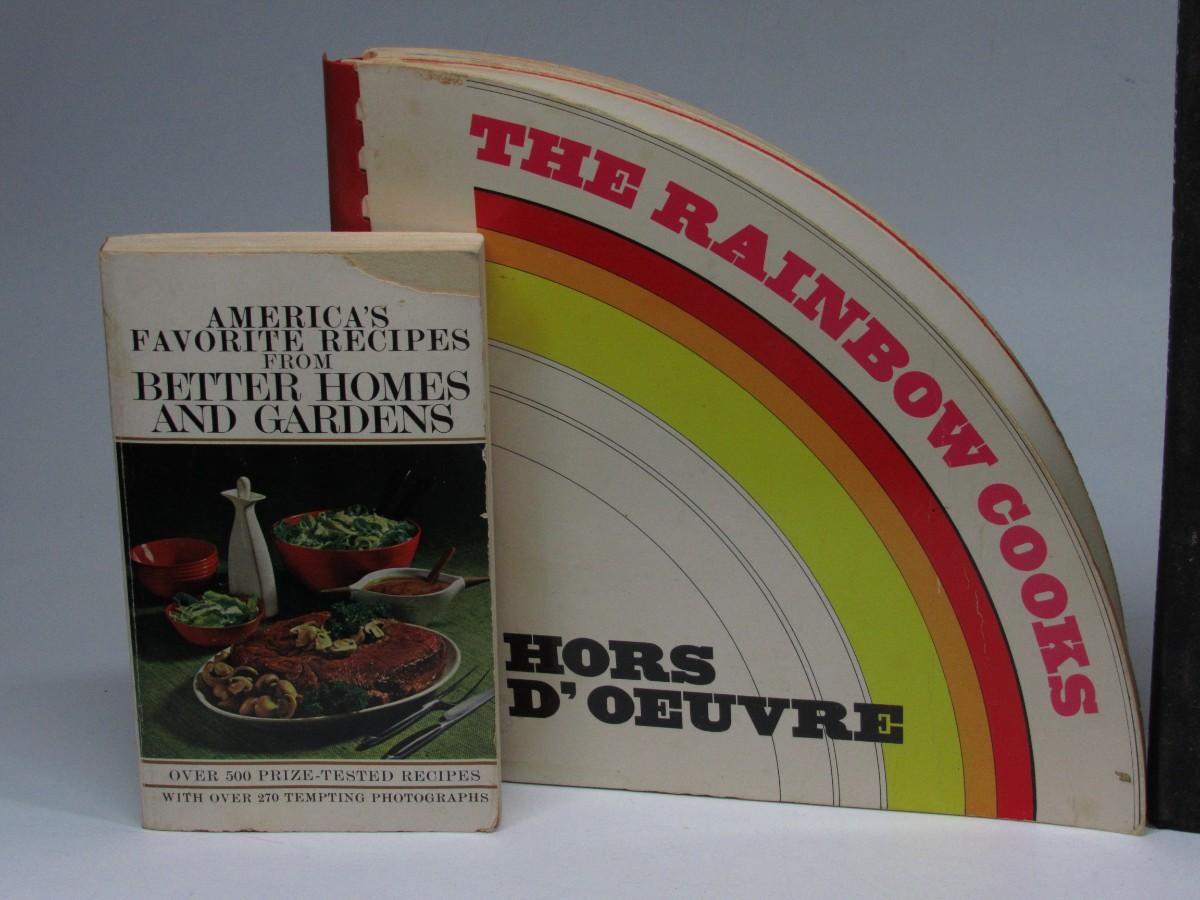 AMERICA'S
FAVORITE RECIPES
FROM
BETTER HOMES
AND GARDENS
OVER 500 PRIZE-TESTED RECIPES
WITH OVER 270 TEMPTING PHOTOGRAPHS
THE RAINBOW COOKS
HORS
D'OEUVRE